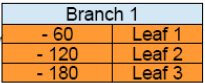 Branch 1
- 60 Leaf 1
- 120 Leaf 2
- 180 Leaf 3